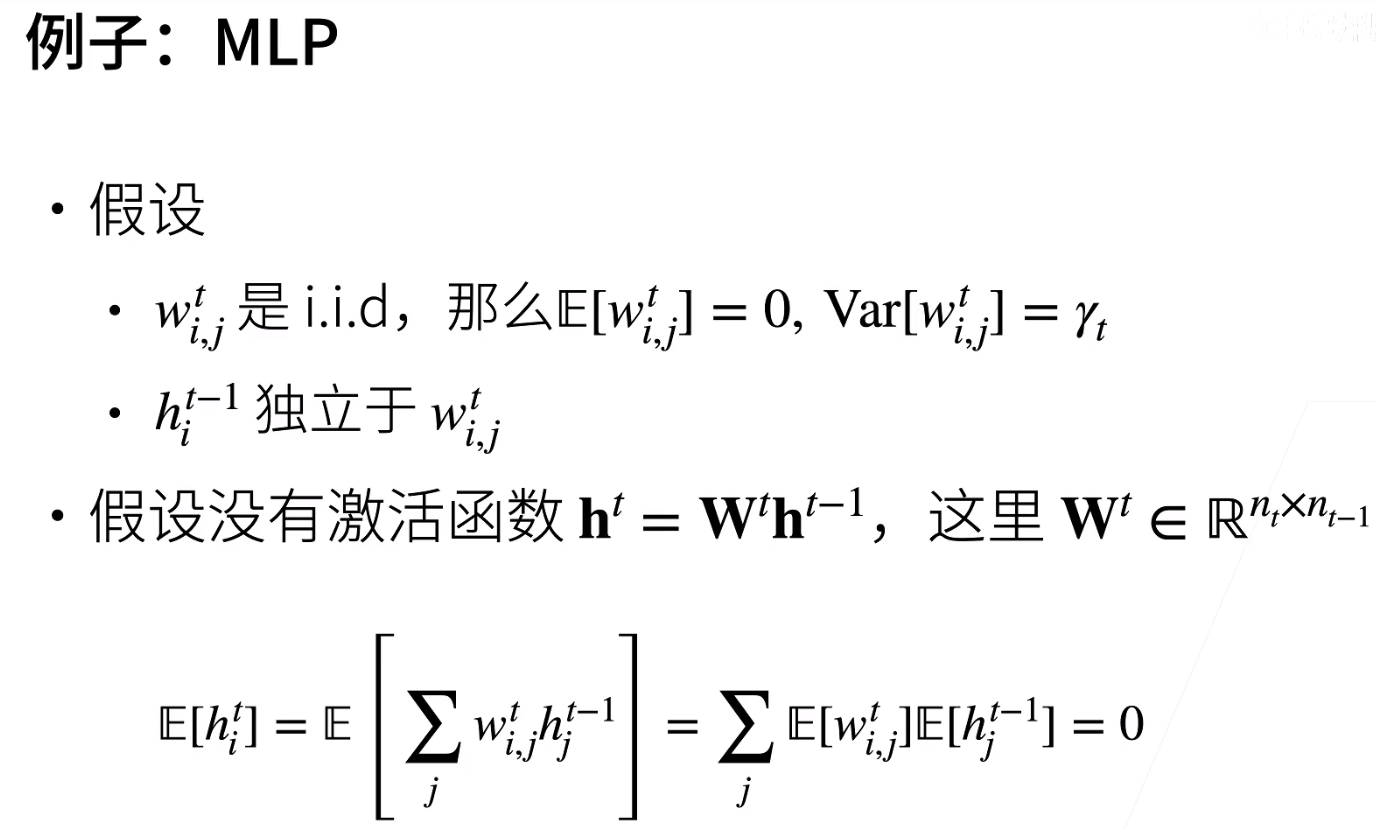 例子：MLP
• 假设
• $w_{i,j}^t$ 是 i.i.d，那么$\mathbb{E}[w_{i,j}^t] = 0, \text{Var}[w_{i,j}^t] = \gamma_t$
• $h_i^{t-1}$ 独立于 $w_{i,j}^t$
• 假设没有激活函数 $\mathbf{h}^t = \mathbf{W}^t\mathbf{h}^{t-1}$，这里 $\mathbf{W}^t \in \mathbb{R}^{n_t \times n_{t-1}}$
$\mathbb{E}[h_i^t] = \mathbb{E}\left[\sum_j w_{i,j}^t h_j^{t-1}\right] = \sum_j \mathbb{E}[w_{i,j}^t]\mathbb{E}[h_j^{t-1}] = 0$